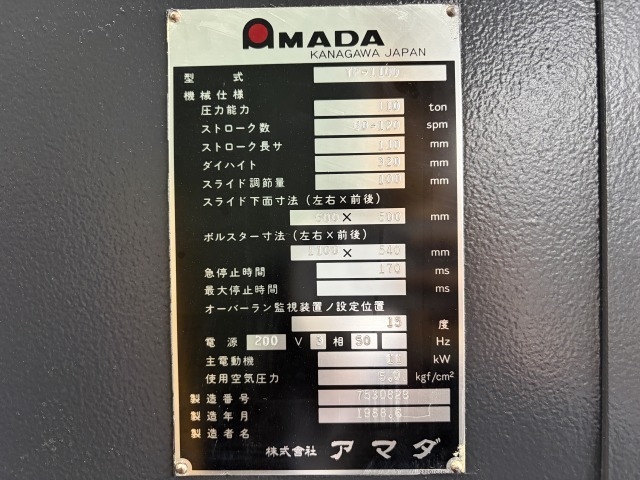 AMADA
KANAGAWA JAPAN
型式
機械仕様
圧力能力 110 ton
ストローク数 spm
ストローク長サ 110 mm
ダイハイト 320 mm
スライド調節量 100 mm
スライド下面寸法(左右×前後)
× 500 mm
ボルスター寸法(左右×前後)
1100 × 540 mm
急停止時間 170 ms
最大停止時間 ms
オーバーラン監視装置ノ設定位置
15 度
電源 200 V 3 相 50 Hz
主電動機 kW
使用空気圧力 kgf/cm²
製造番号
製造年月 1988.6
製造者名
株式會社 アマダ